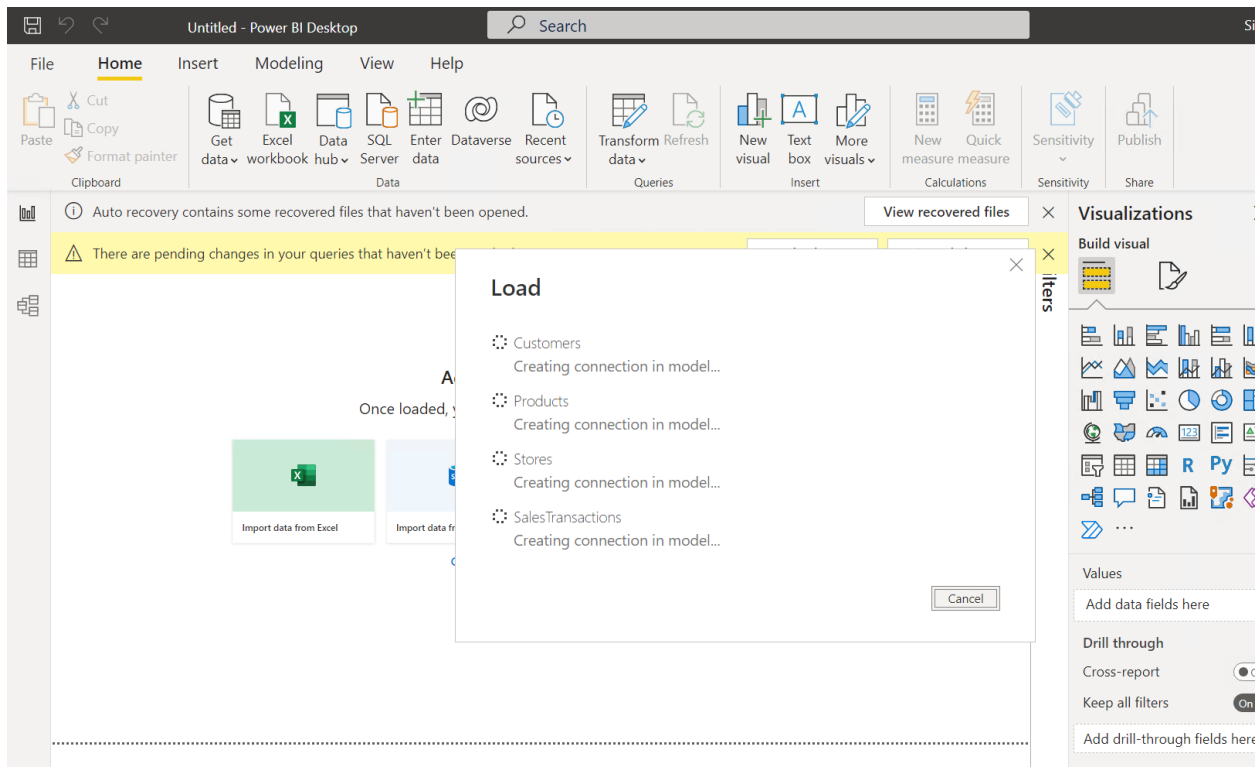 Untitled - Power BI Desktop
Search
File Home Insert Modeling View Help
Paste
Cut
Copy
Format painter
Clipboard
Get data
Excel workbook
Data hub
SQL Server
Enter data
Dataverse
Recent sources
Data
Transform data
Refresh
Queries
New visual
Text box
More visuals
Insert
New measure
Quick measure
Calculations
Sensitivity
Sensitivity
Publish
Share
Auto recovery contains some recovered files that haven't been opened.
View recovered files
There are pending changes in your queries that haven't
Load
Customers
Creating connection in model...
Products
Creating connection in model...
Stores
Creating connection in model...
SalesTransactions
Creating connection in model...
Cancel
Once loaded,
Import data from Excel
Import data
Visualizations
Build visual
123
R Py
Values
Add data fields here
Drill through
Cross-report
Keep all filters
On
Add drill-through fields here